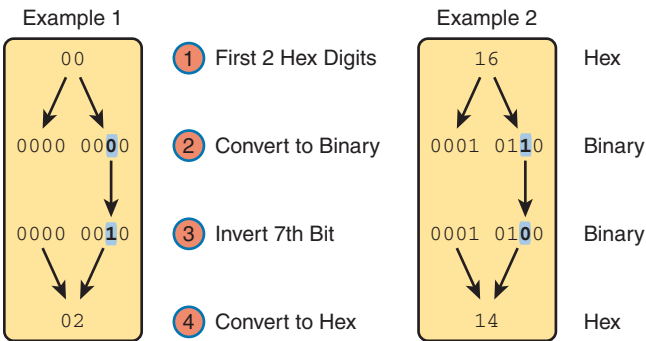 Example 1 Example 2
00 1 First 2 Hex Digits 16 Hex
0000 0000 2 Convert to Binary 0001 0110 Binary
0000 0010 3 Invert 7th Bit 0001 0100 Binary
02 4 Convert to Hex 14 Hex